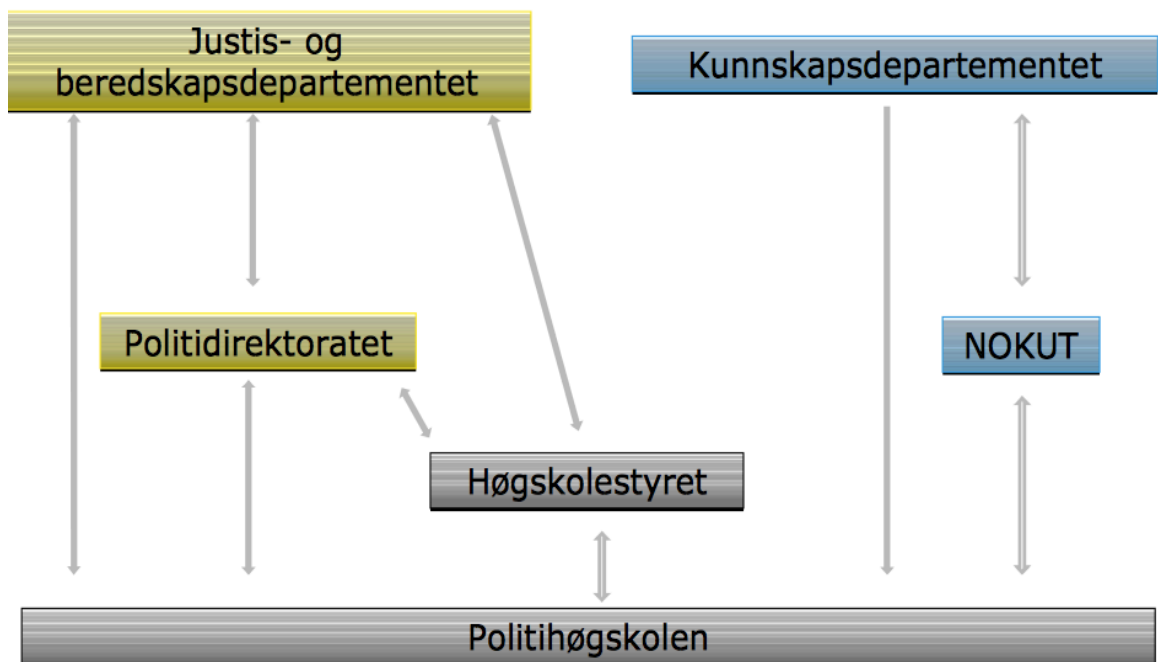 Justis- og
beredskapsdepartementet
Kunnskapsdepartementet
Politidirektoratet
NOKUT
Høgskolestyret
Politihøgskolen